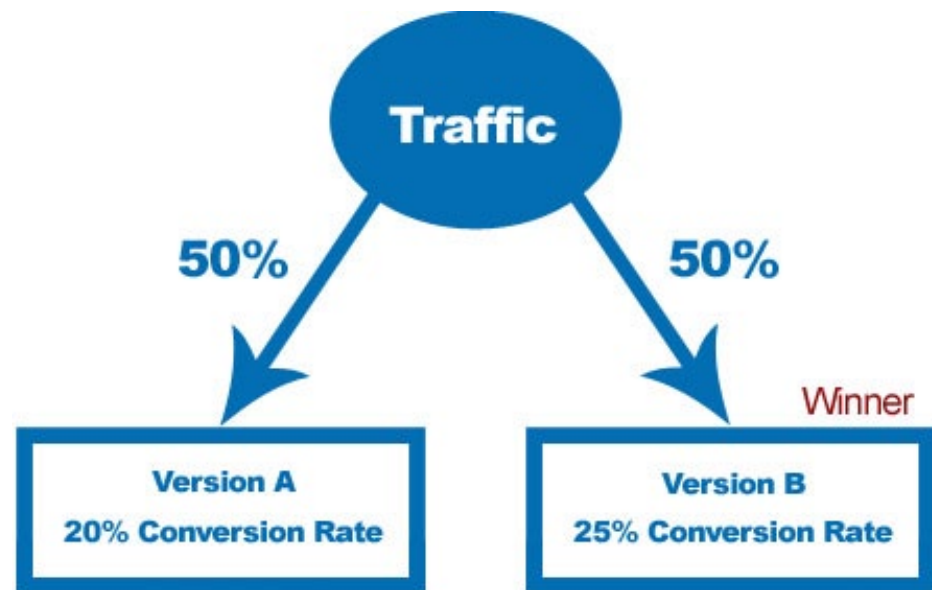 Traffic
50%
50%
Winner
Version A
20% Conversion Rate
Version B
25% Conversion Rate